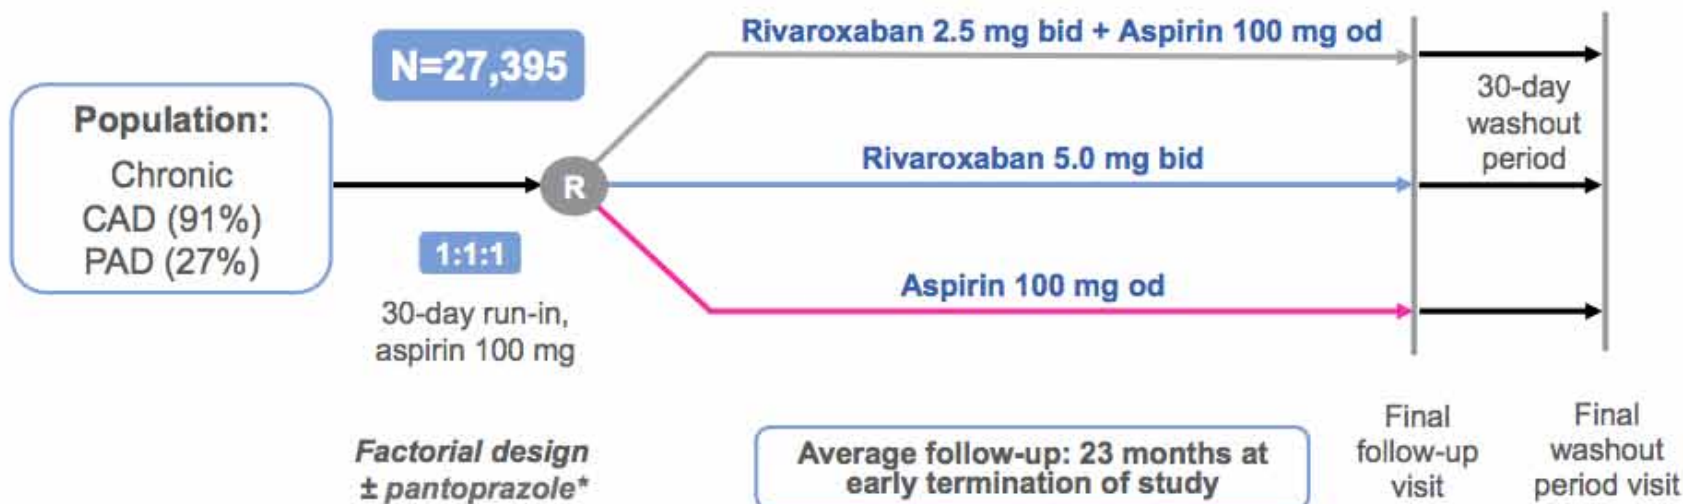 Population:
Chronic
CAD (91%)
PAD (27%)
N=27,395
1:1:1
30-day run-in,
aspirin 100 mg
Factorial design
± pantoprazole*
R
Rivaroxaban 2.5 mg bid + Aspirin 100 mg od
Rivaroxaban 5.0 mg bid
Aspirin 100 mg od
30-day
washout
period
Average follow-up: 23 months at
early termination of study
Final
follow-up
visit
Final
washout
period visit